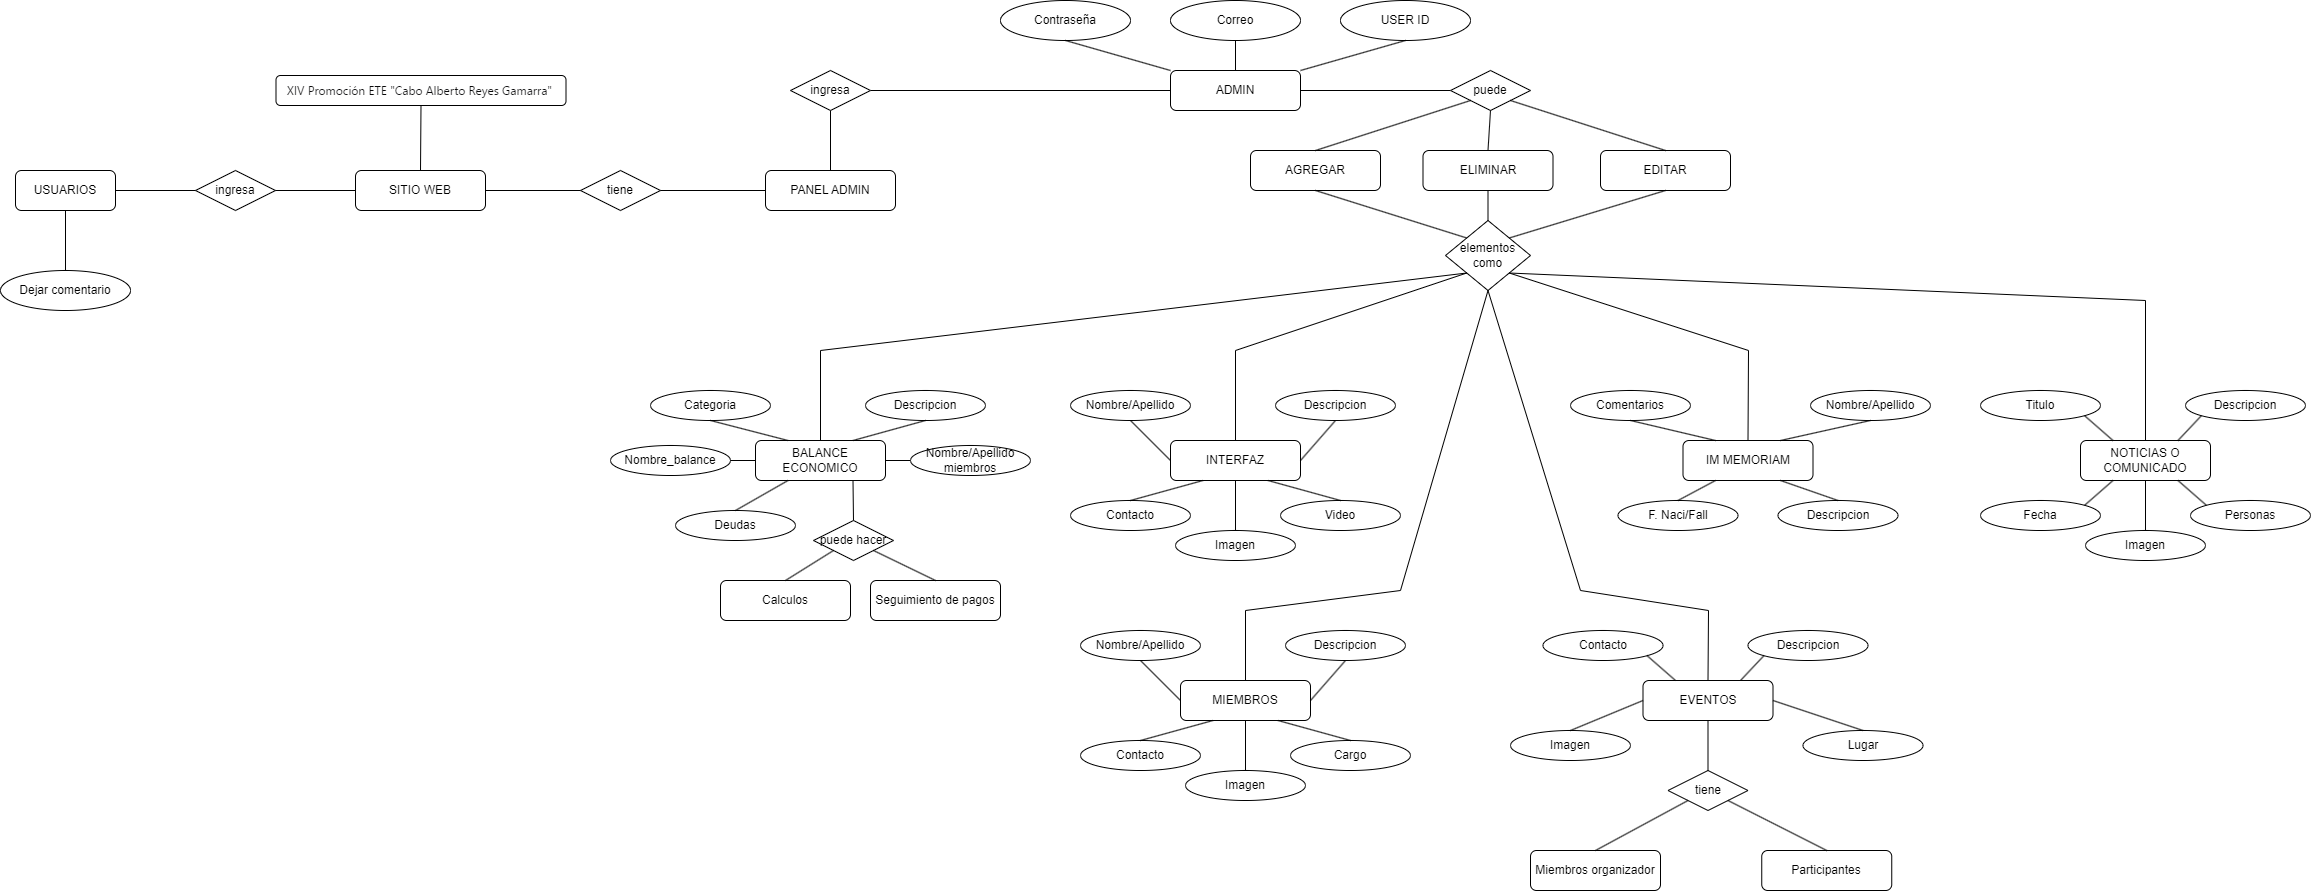 Contraseña
Correo
USER ID
XIV Promoción ETE "Cabo Alberto Reyes Gamarra"
ingresa
ADMIN
puede
USUARIOS
ingresa
SITIO WEB
tiene
PANEL ADMIN
AGREGAR
ELIMINAR
EDITAR
elementos
como
Dejar comentario
Categoria
Descripcion
Nombre_balance
BALANCE
ECONOMICO
Nombre/Apellido
miembros
Deudas
puede hacer
Calculos
Seguimiento de pagos
Nombre/Apellido
Descripcion
INTERFAZ
Contacto
Video
Imagen
Comentarios
Nombre/Apellido
IM MEMORIAM
F. Naci/Fall
Descripcion
Titulo
Descripcion
NOTICIAS O
COMUNICADO
Fecha
Personas
Imagen
Nombre/Apellido
Descripcion
MIEMBROS
Contacto
Cargo
Imagen
Contacto
Descripcion
EVENTOS
Imagen
Lugar
tiene
Miembros organizador
Participantes